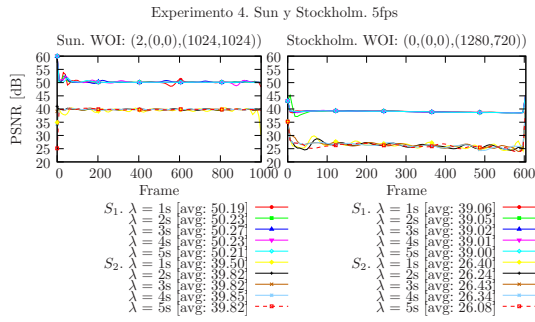 Experimento 4. Sun y Stockholm. 5fps
Sun. WOI: (2,(0,0),(1024,1024))
Stockholm. WOI: (0,(0,0),(1280,720))
PSNR [dB]
60
55
50
45
40
35
30
25
20
0 200 400 600 800 1000
Frame
60
55
50
45
40
35
30
25
20
0 100 200 300 400 500 600
Frame
S1. λ = 1s [avg: 50.19]
λ = 2s [avg: 50.23]
λ = 3s [avg: 50.27]
λ = 4s [avg: 50.23]
λ = 5s [avg: 50.21]
S2. λ = 1s [avg: 39.50]
λ = 2s [avg: 39.82]
λ = 3s [avg: 39.82]
λ = 4s [avg: 39.85]
λ = 5s [avg: 39.82]
S1. λ = 1s [avg: 39.06]
λ = 2s [avg: 39.05]
λ = 3s [avg: 39.02]
λ = 4s [avg: 39.01]
λ = 5s [avg: 39.00]
S2. λ = 1s [avg: 26.40]
λ = 2s [avg: 26.24]
λ = 3s [avg: 26.43]
λ = 4s [avg: 26.34]
λ = 5s [avg: 26.08]